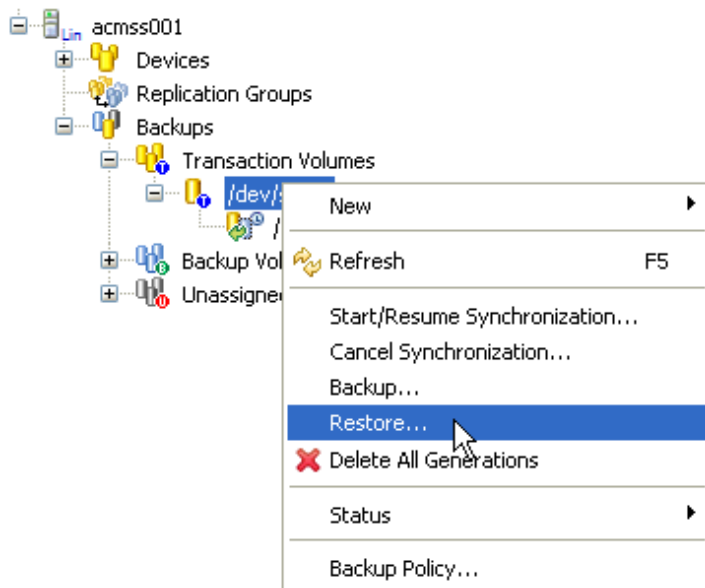 Lin acmss001
Devices
Replication Groups
Backups
T Transaction Volumes
T /dev/
New
/
B Backup Vol
Refresh F5
U Unassigne
Start/Resume Synchronization...
Cancel Synchronization...
Backup...
Restore...
Delete All Generations
Status
Backup Policy...